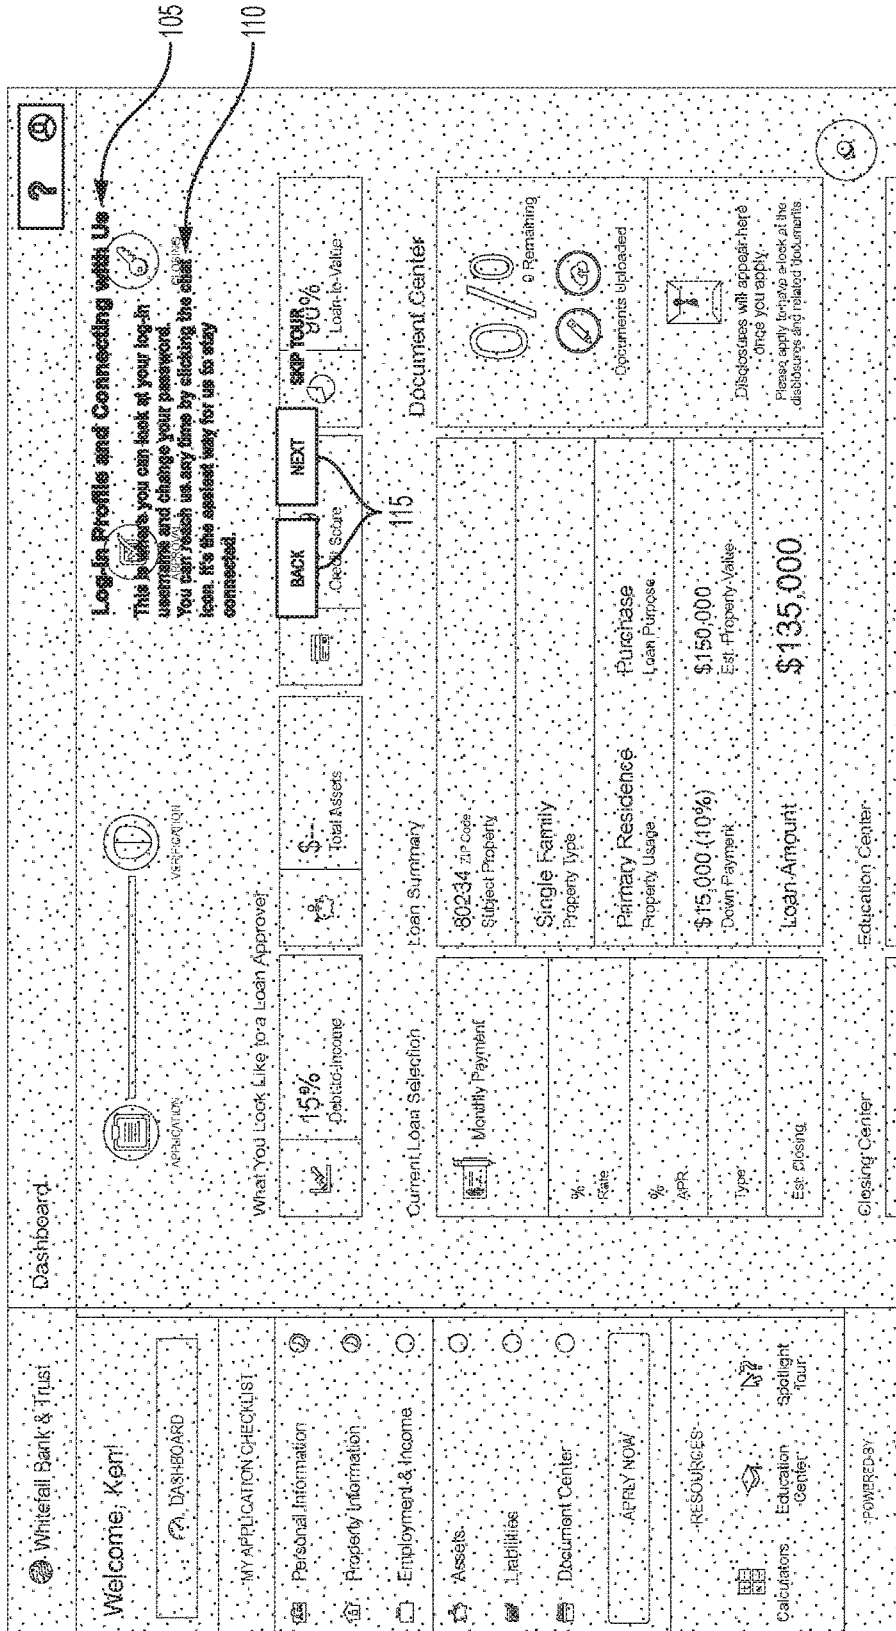 Whitefall Bank & Trust
Welcome, Ken!
DASHBOARD
MY APPLICATION CHECKLIST
Personal Information
Property Information
Employment & Income
Assets
Liabilities
Document Center
APPLY NOW
RESOURCES
Calculators
Education
Center
Spotlight
Tour
POWERED BY
Dashboard
?
APPLICATION
VERIFICATION
APPROVAL
CLOSING
Log-in Profile and Connecting with Us
105
This is where you can look at your log-in
username and change your password.
You can reach us any time by clicking the chat
icon. It's the easiest way for us to stay
connected.
110
BACK
NEXT
SKIP TOUR
115
What You Look Like to a Loan Approver
15%
Debt-to-Income
$--
Total Assets
Credit Score
90%
Loan-to-Value
Current Loan Selection
Monthly Payment
%
Rate
%
APR
Type
Est. Closing
Loan Summary
80234 ZIP Code
Subject Property
Single Family
Property Type
Primary Residence
Property Usage
Purchase
Loan Purpose
$15,000 (10%)
Down Payment
$150,000
Est. Property Value
Loan Amount
$135,000
Document Center
0/0
0 Remaining
Documents Uploaded
Disclosures will appear here
once you apply
Please apply to have a look at the
disclosures and related documents
Closing Center
Education Center